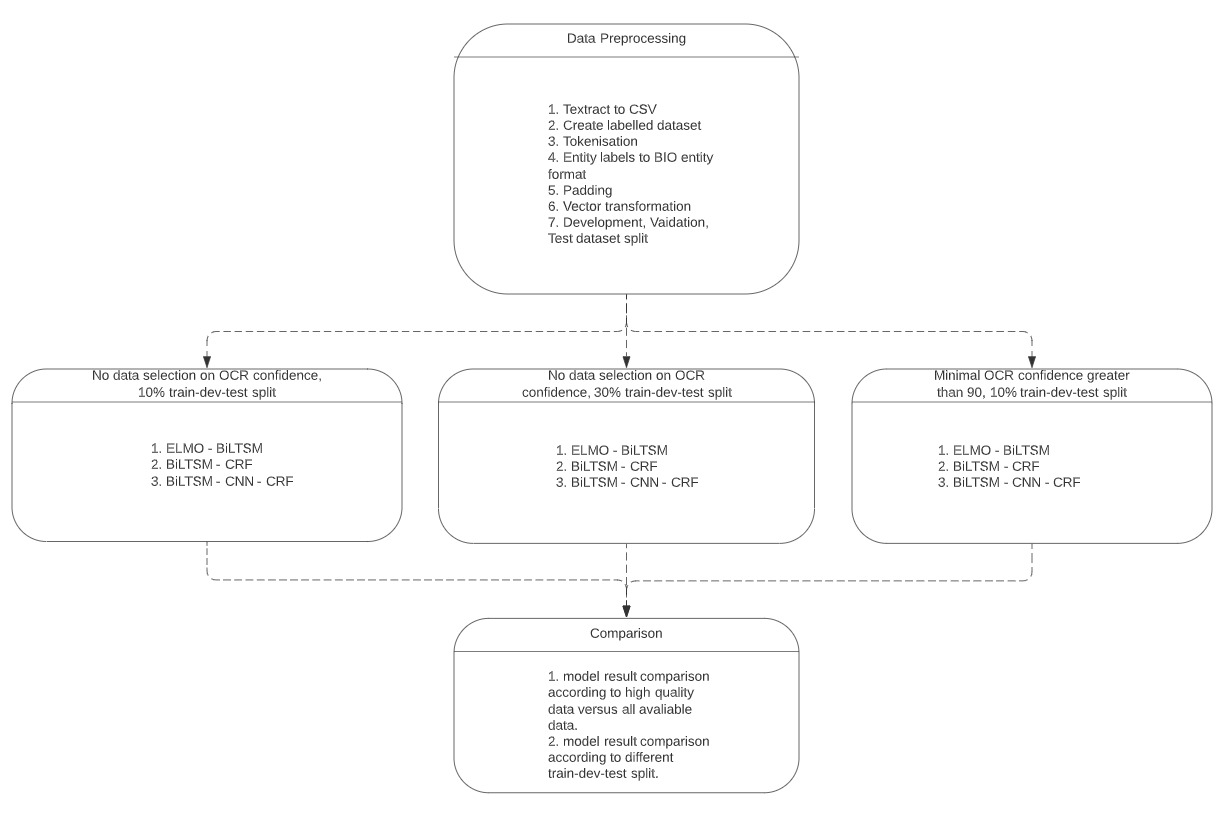 Data Preprocessing
1. Textract to CSV
2. Create labelled dataset
3. Tokenisation
4. Entity labels to BIO entity
format
5. Padding
6. Vector transformation
7. Development, Vaidation,
Test dataset split
No data selection on OCR confidence,
10% train-dev-test split
1. ELMO - BiLTSM
2. BiLTSM - CRF
3. BiLTSM - CNN - CRF
No data selection on OCR
confidence, 30% train-dev-test split
1. ELMO - BiLTSM
2. BiLTSM - CRF
3. BiLTSM - CNN - CRF
Minimal OCR confidence greater
than 90, 10% train-dev-test split
1. ELMO - BiLTSM
2. BiLTSM - CRF
3. BiLTSM - CNN - CRF
Comparison
1. model result comparison
according to high quality
data versus all avaliable
data.
2. model result comparison
according to different
train-dev-test split.